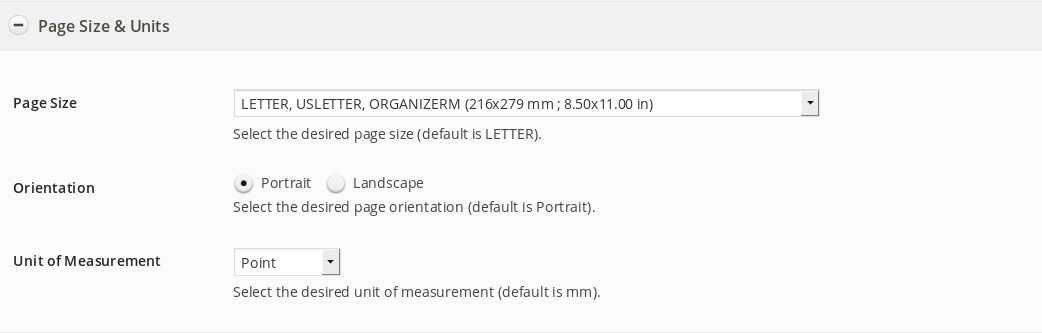 Page Size & Units
Page Size
LETTER, USLETTER, ORGANIZERM (216x279 mm ; 8.50x11.00 in)
Select the desired page size (default is LETTER).
Orientation
Portrait Landscape
Select the desired page orientation (default is Portrait).
Unit of Measurement
Point
Select the desired unit of measurement (default is mm).